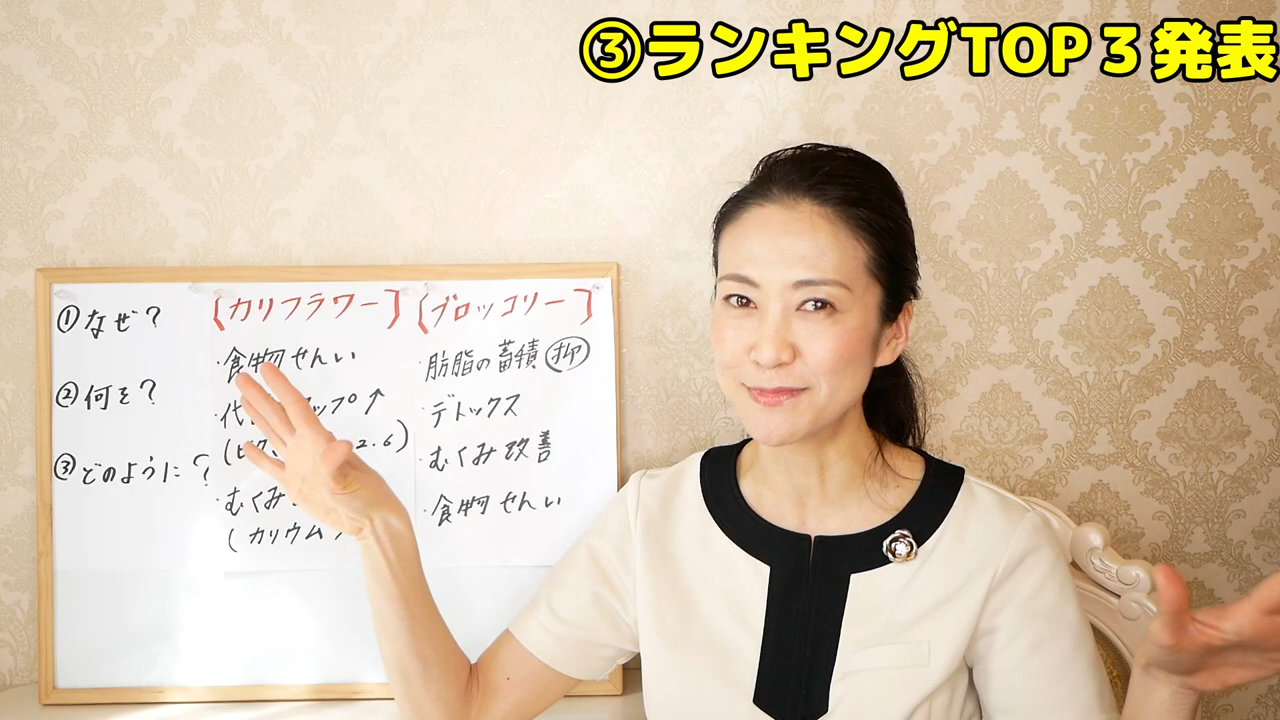 ③ランキングTOP３発表
①なぜ?
②何を?
③どのように?
[カリフラワー]
・食物せんい
代 ップ↑
2.6)
むくみ
(カリウム
[ブロッコリー]
・肪脂の蓄積 抑
・デトックス
・むくみ改善
・食物せんい